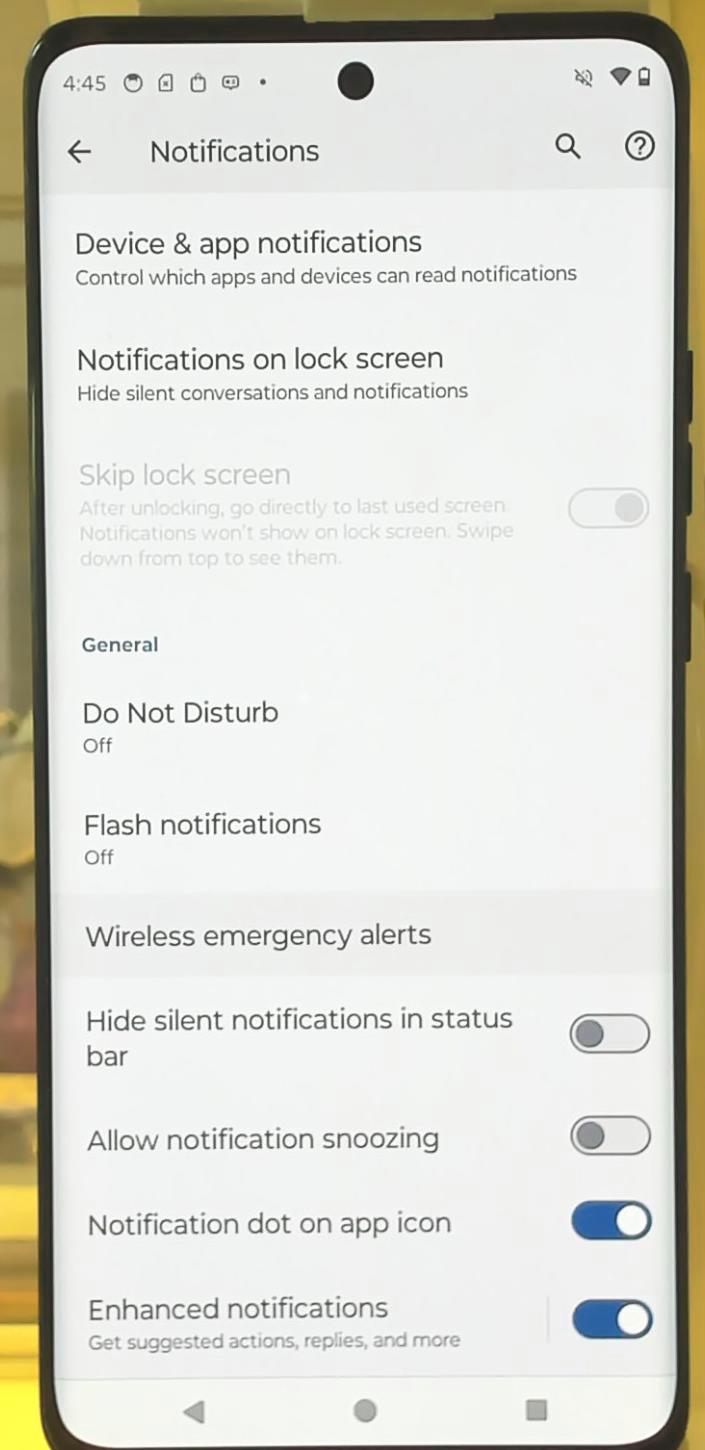 4:45
Notifications
Device & app notifications
Control which apps and devices can read notifications
Notifications on lock screen
Hide silent conversations and notifications
Skip lock screen
After unlocking, go directly to last used screen.
Notifications won't show on lock screen. Swipe
down from top to see them.
General
Do Not Disturb
Off
Flash notifications
Off
Wireless emergency alerts
Hide silent notifications in status
bar
Allow notification snoozing
Notification dot on app icon
Enhanced notifications
Get suggested actions, replies, and more